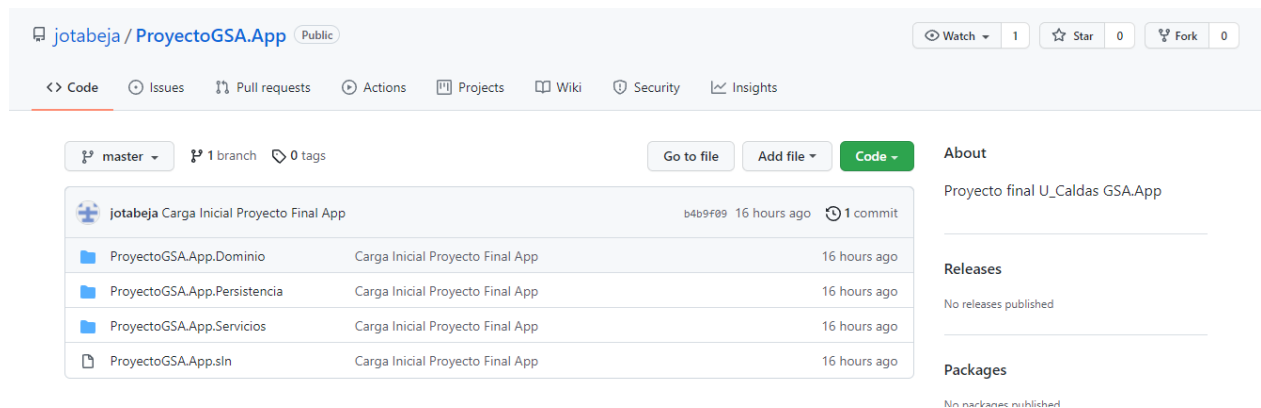 jotabeja / ProyectoGSA.App Public Watch 1 Star 0 Fork 0
Code Issues Pull requests Actions Projects Wiki Security Insights
master 1 branch 0 tags Go to file Add file Code
jotabeja Carga Inicial Proyecto Final App b4b9f09 16 hours ago 1 commit
ProyectoGSA.App.Dominio Carga Inicial Proyecto Final App 16 hours ago
ProyectoGSA.App.Persistencia Carga Inicial Proyecto Final App 16 hours ago
ProyectoGSA.App.Servicios Carga Inicial Proyecto Final App 16 hours ago
ProyectoGSA.App.sln Carga Inicial Proyecto Final App 16 hours ago
About
Proyecto final U_Caldas GSA.App
Releases
No releases published
Packages
No packages published